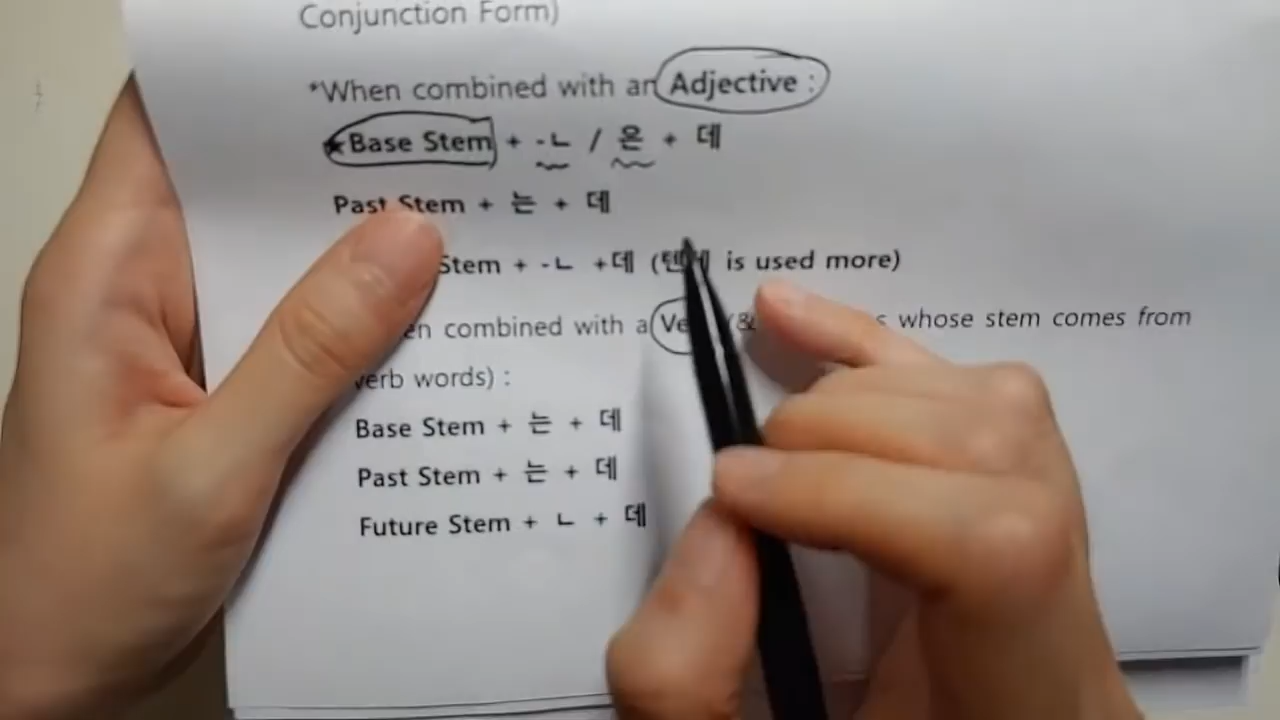 Conjunction Form)
*When combined with an Adjective :
*Base Stem + -ㄴ / 은 + 데
Past Stem + 는 + 데
Stem + -ㄴ +데 ( is used more)
combined with a (& whose stem comes from
verb words) :
Base Stem + 는 + 데
Past Stem + 는 + 데
Future Stem + ㄴ + 데